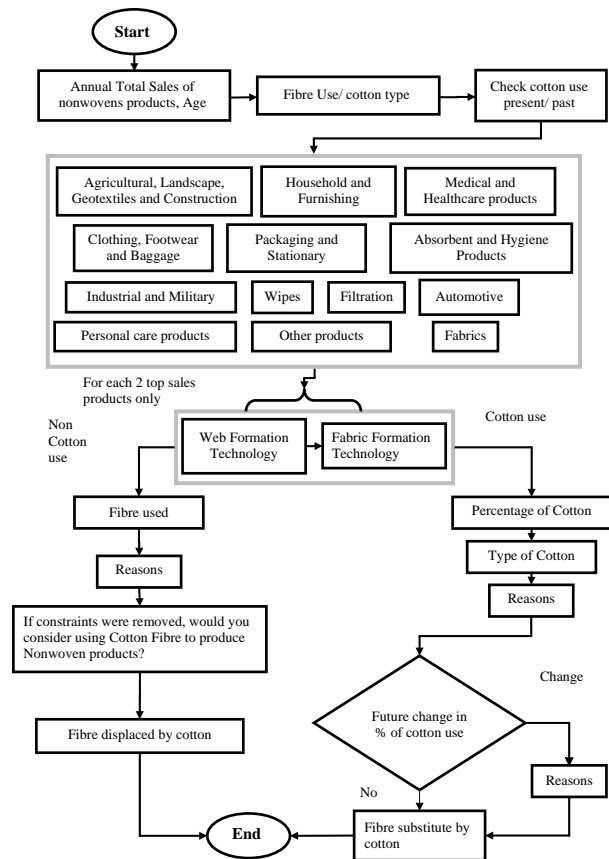 Start
Annual Total Sales of
nonwovens products, Age
Fibre Use/ cotton type
Check cotton use
present/ past
Agricultural, Landscape,
Geotextiles and Construction
Household and
Furnishing
Medical and
Healthcare products
Clothing, Footwear
and Baggage
Packaging and
Stationary
Absorbent and Hygiene
Products
Industrial and Military
Wipes
Filtration
Automotive
Personal care products
Other products
Fabrics
For each 2 top sales
products only
Non
Cotton
use
Web Formation
Technology
Fabric Formation
Technology
Cotton use
Fibre used
Reasons
If constraints were removed, would you
consider using Cotton Fibre to produce
Nonwoven products?
Fibre displaced by cotton
Percentage of Cotton
Type of Cotton
Reasons
Change
Future change in
% of cotton use
Reasons
No
Fibre substitute by
cotton
End